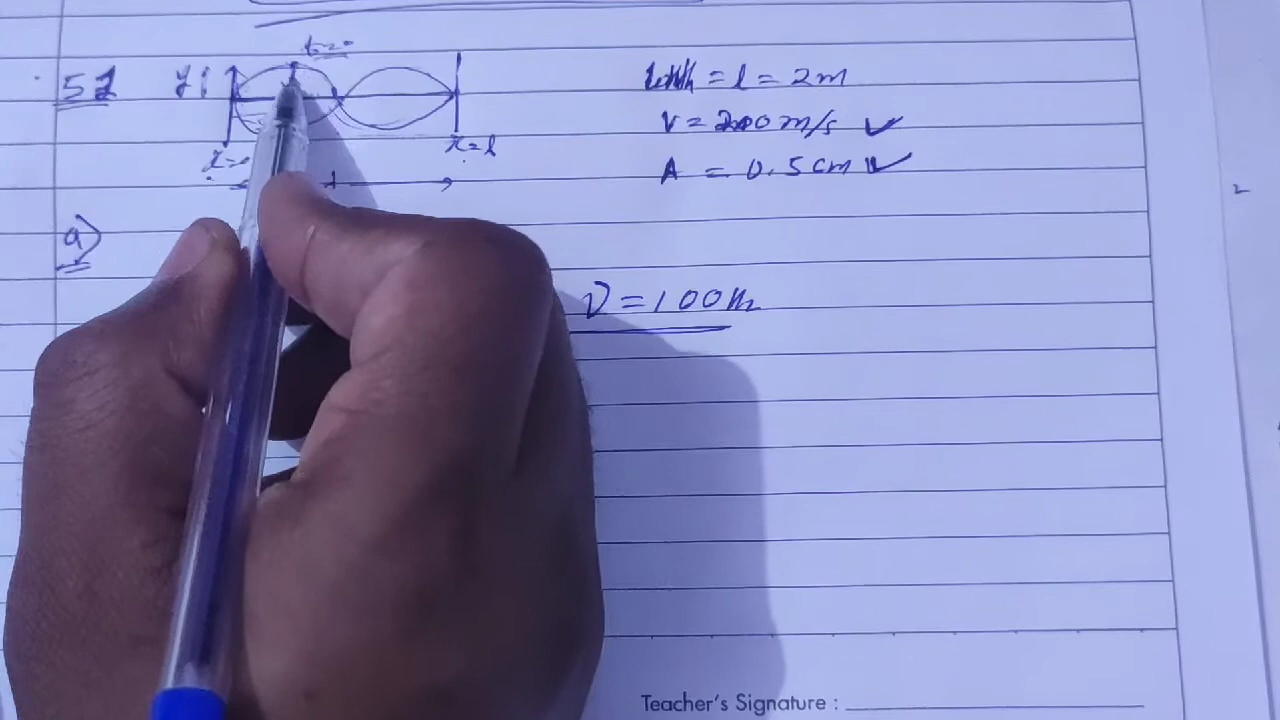 52
y↑
t=0
x=0
x=l
= l = 2m
V = 200 m/s ✓
A = 0.5 cm ✓
a)
ν = 100 Hz
Teacher's Signature :